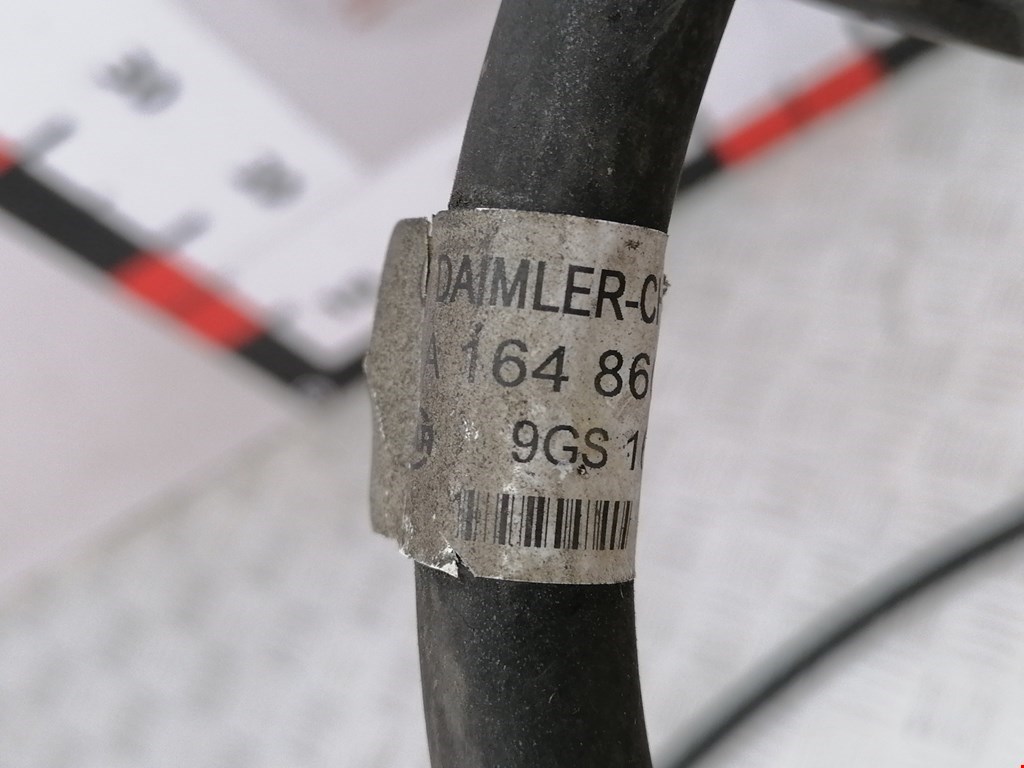 DAIMLER-C
A 164 86
9GS 1